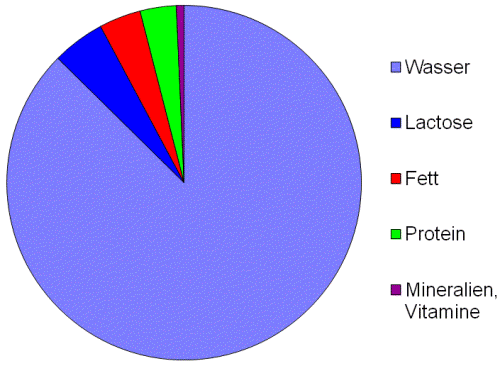 Wasser
Lactose
Fett
Protein
Mineralien,
Vitamine